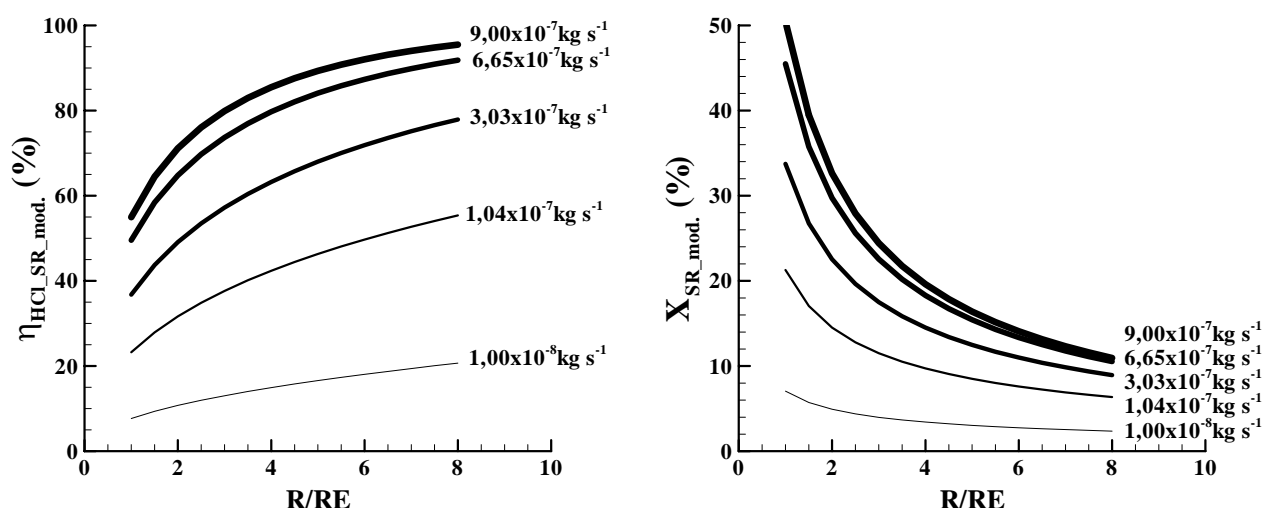 100
80
60
40
20
0
0 2 4 6 8 10
ηHCl_SR_mod. (%)
R/RE
9,00x10⁻⁷kg s⁻¹
6,65x10⁻⁷kg s⁻¹
3,03x10⁻⁷kg s⁻¹
1,04x10⁻⁷kg s⁻¹
1,00x10⁻⁸kg s⁻¹
50
40
30
20
10
0
0 2 4 6 8 10
XSR_mod. (%)
R/RE
9,00x10⁻⁷kg s⁻¹
6,65x10⁻⁷kg s⁻¹
3,03x10⁻⁷kg s⁻¹
1,04x10⁻⁷kg s⁻¹
1,00x10⁻⁸kg s⁻¹